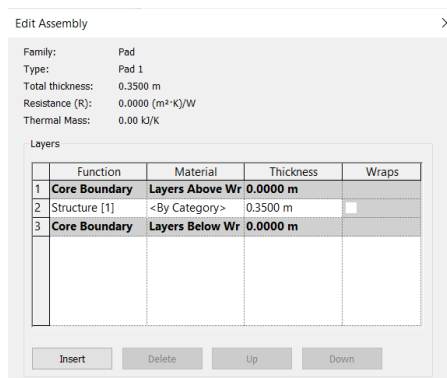 Edit Assembly
Family: Pad
Type: Pad 1
Total thickness: 0.3500 m
Resistance (R): 0.0000 (m²·K)/W
Thermal Mass: 0.00 kJ/K
Layers
Function Material Thickness Wraps
1 Core Boundary Layers Above Wr 0.0000 m
2 Structure [1] <By Category> 0.3500 m
3 Core Boundary Layers Below Wr 0.0000 m
Insert Delete Up Down